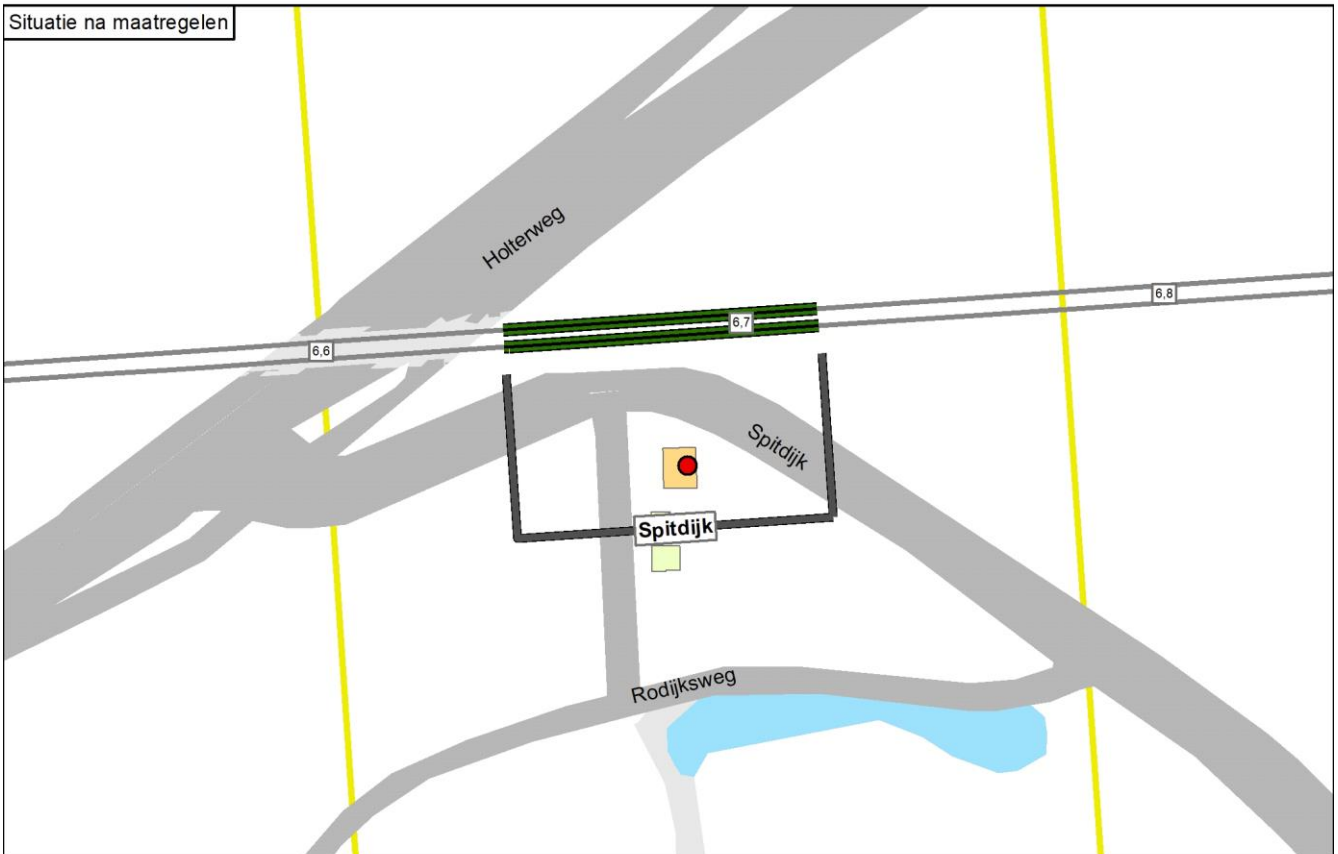 Situatie na maatregelen
Holterweg
6,8
6,7
6,6
Spitdijk
Spitdijk
Rodijksweg